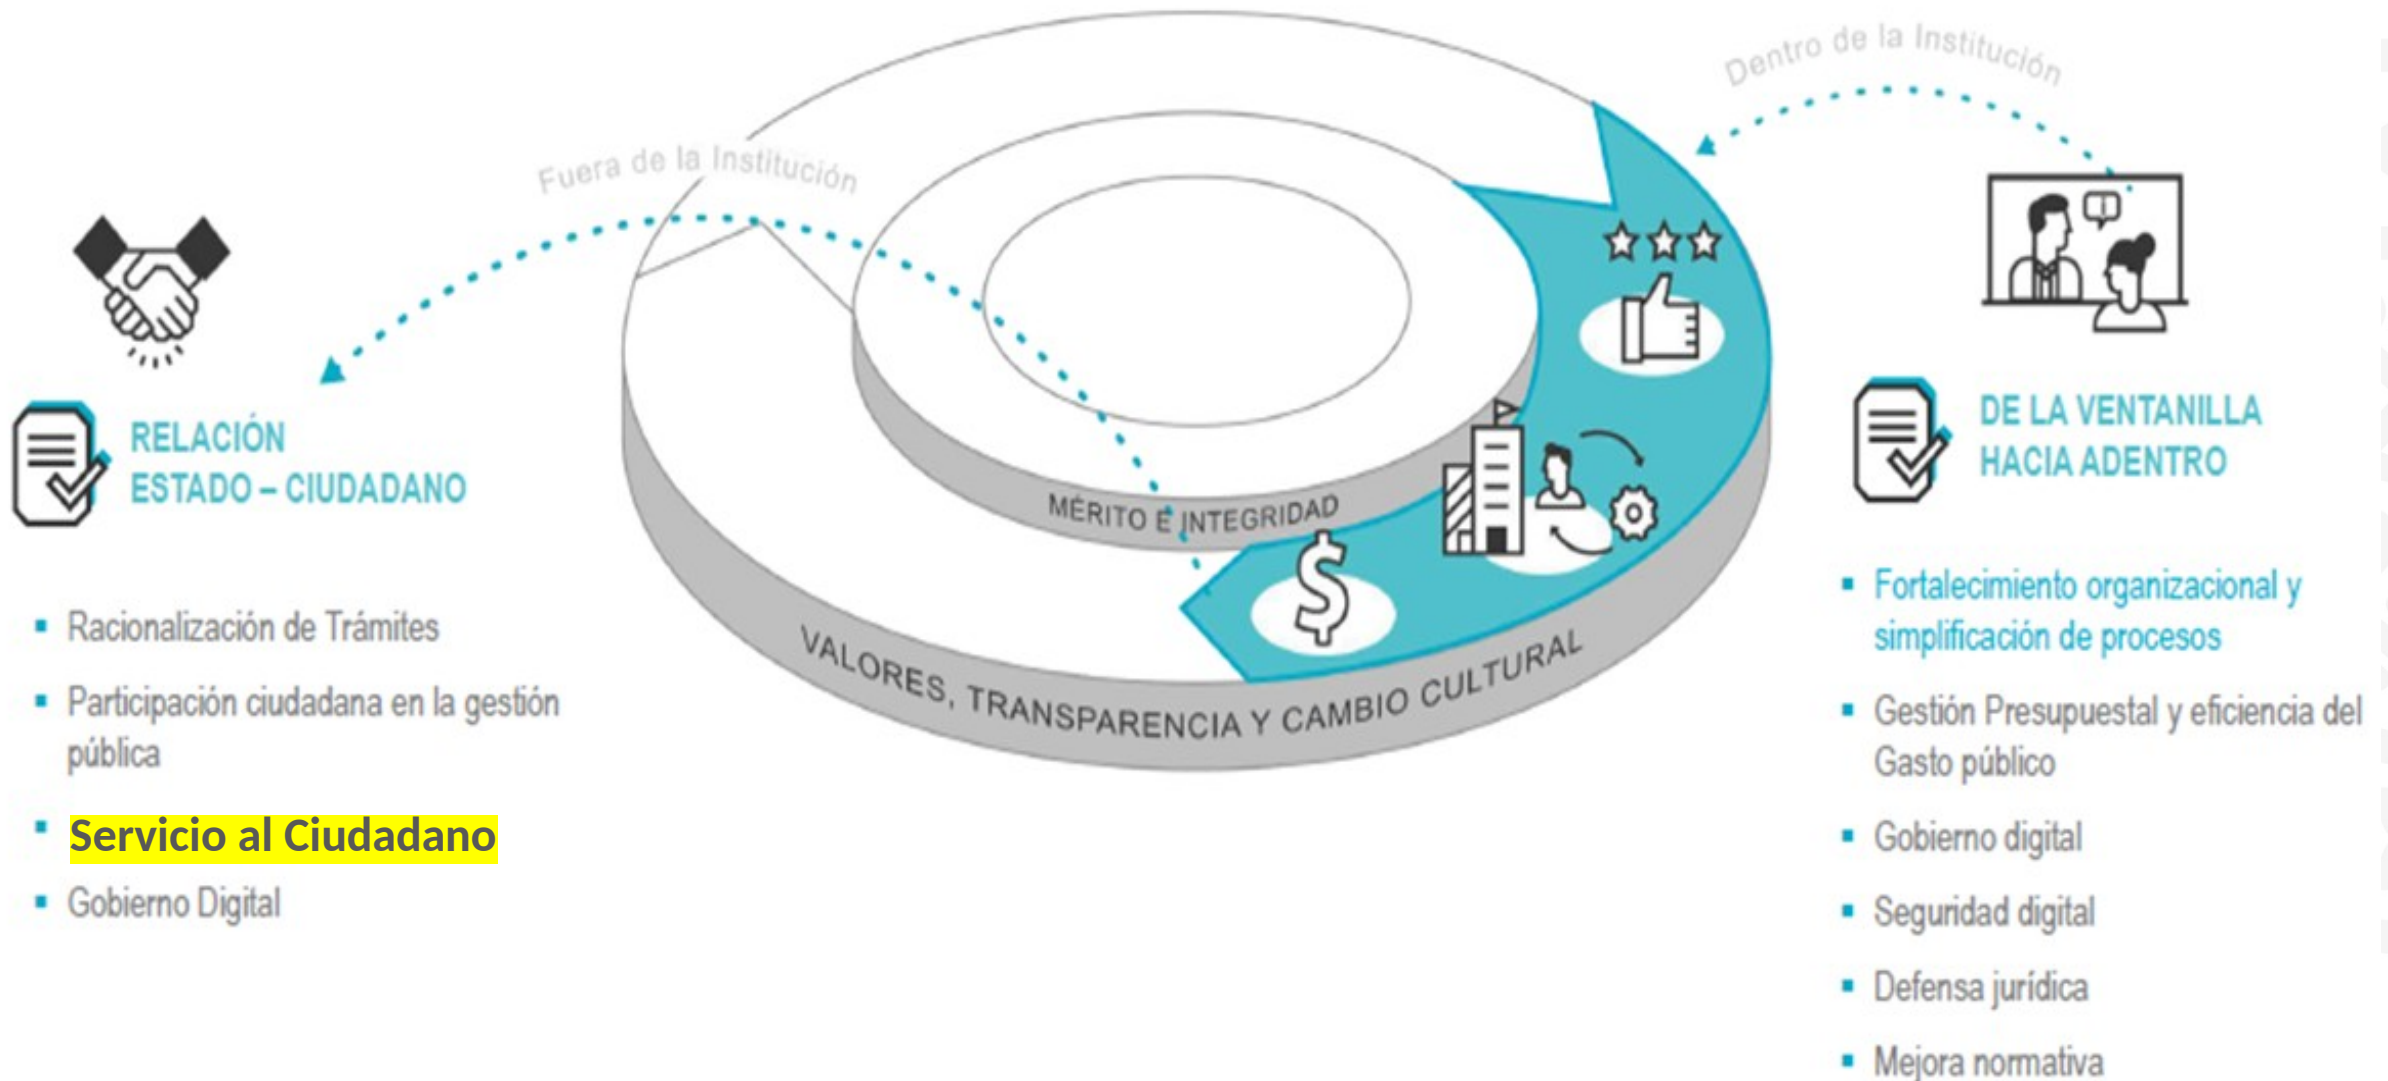 Dentro de la Institución
Fuera de la Institución
RELACIÓN
ESTADO – CIUDADANO
▪ Racionalización de Trámites
▪ Participación ciudadana en la gestión
pública
▪ Servicio al Ciudadano
▪ Gobierno Digital
$
MÉRITO E INTEGRIDAD
VALORES, TRANSPARENCIA Y CAMBIO CULTURAL
DE LA VENTANILLA
HACIA ADENTRO
▪ Fortalecimiento organizacional y
simplificación de procesos
▪ Gestión Presupuestal y eficiencia del
Gasto público
▪ Gobierno digital
▪ Seguridad digital
▪ Defensa jurídica
▪ Mejora normativa